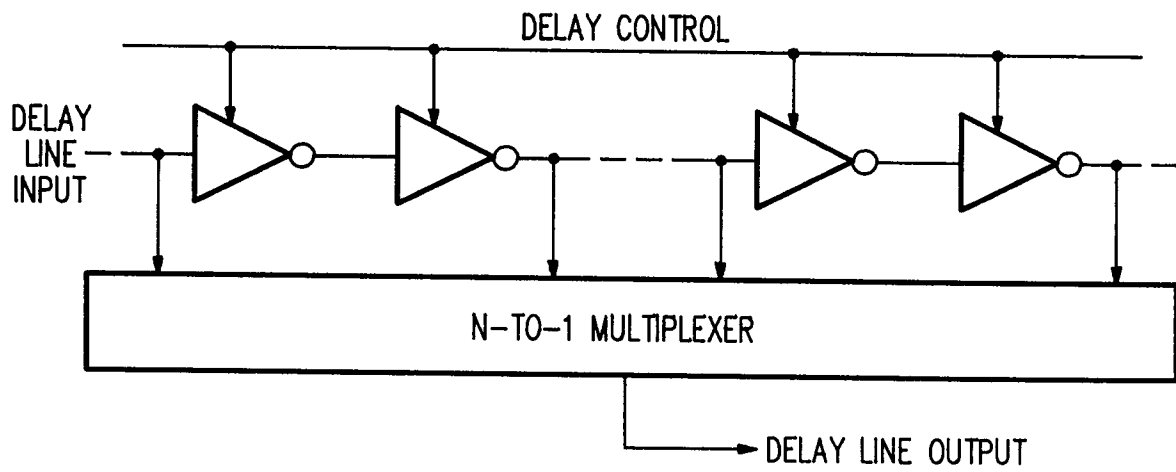 DELAY CONTROL
DELAY
LINE
INPUT
N-TO-1 MULTIPLEXER
DELAY LINE OUTPUT